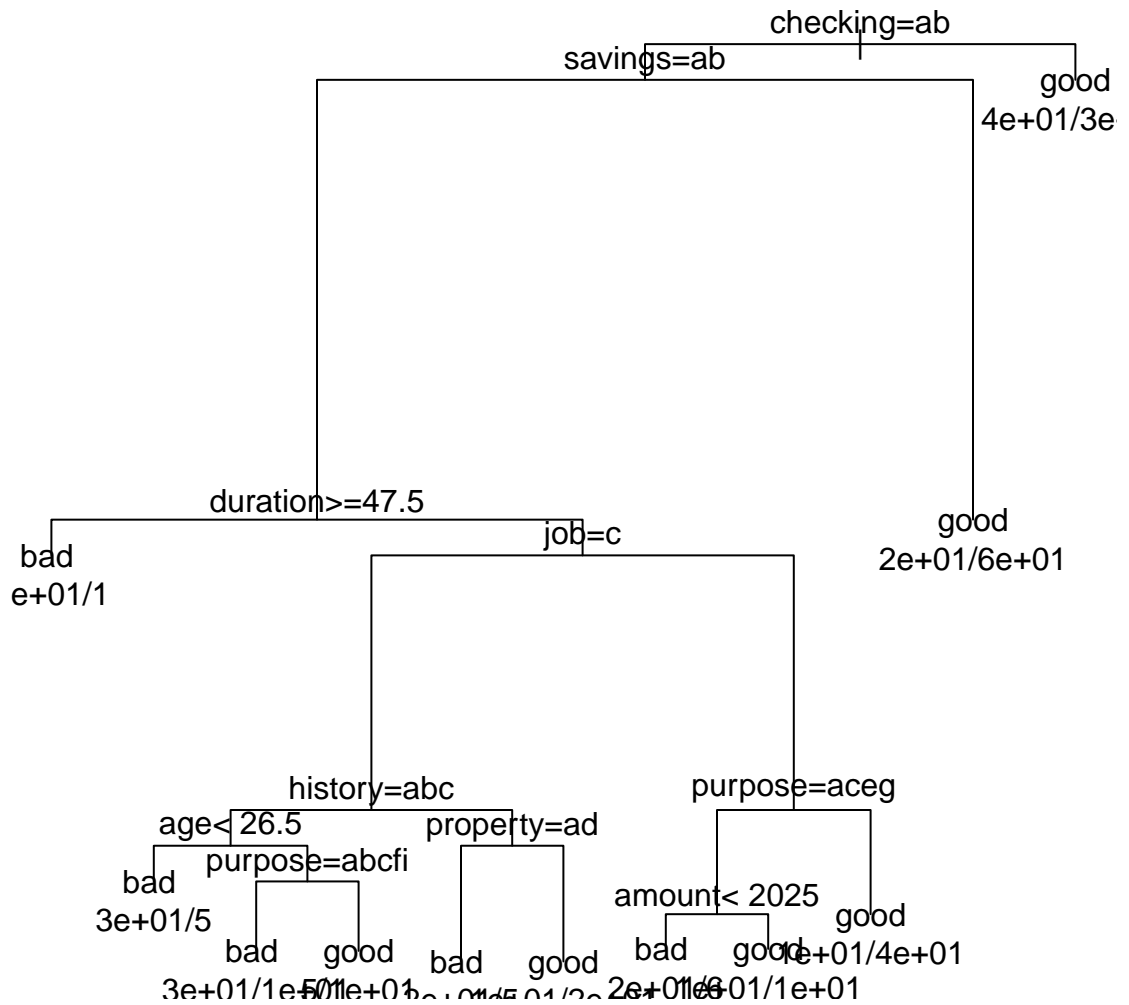 checking=ab
savings=ab
good
4e+01/3e
duration>=47.5
job=c
good
2e+01/6e+01
bad
e+01/1
history=abc
purpose=aceg
age< 26.5
property=ad
purpose=abcfi
bad
3e+01/5
amount< 2025
good
1e+01/4e+01
bad
good
bad
good
bad
good